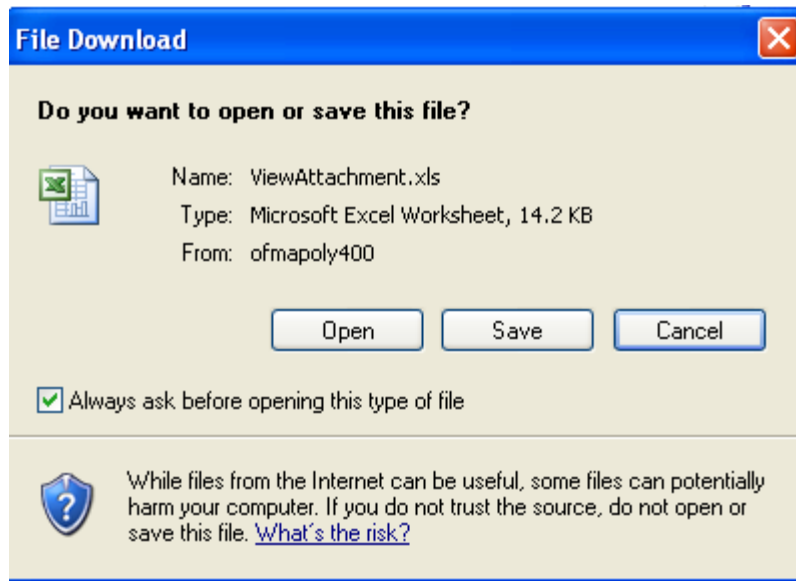 File Download
Do you want to open or save this file?
Name: ViewAttachment.xls
Type: Microsoft Excel Worksheet, 14.2 KB
From: ofmapoly400
Open Save Cancel
Always ask before opening this type of file
While files from the Internet can be useful, some files can potentially
harm your computer. If you do not trust the source, do not open or
save this file. What's the risk?